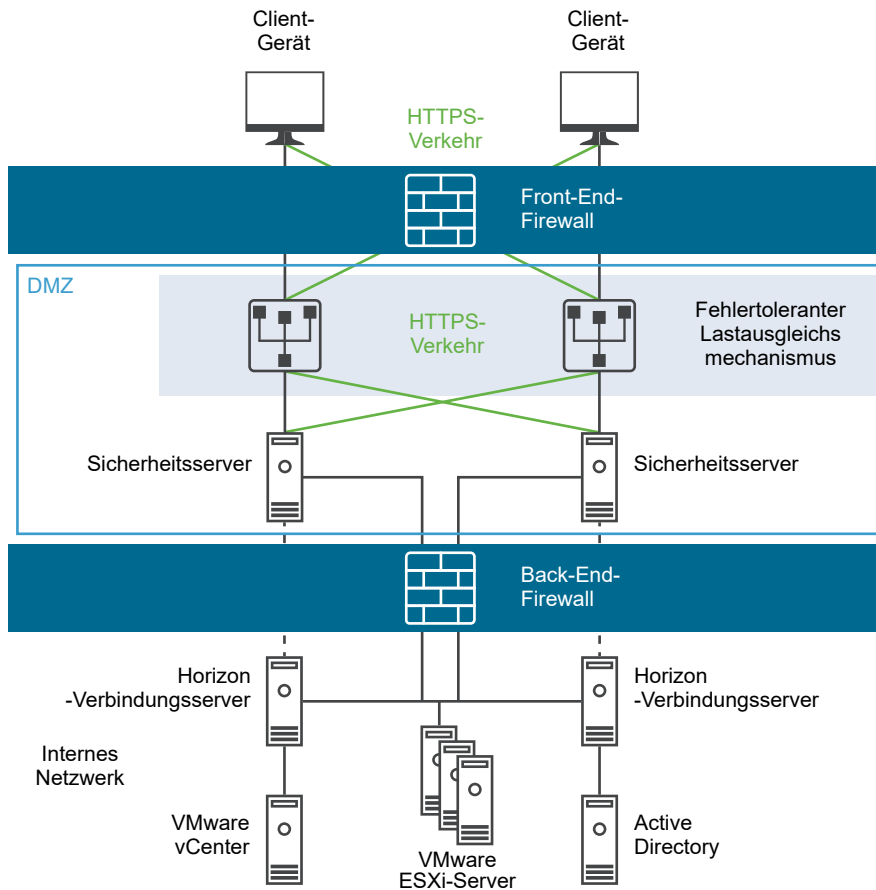 Client-
Gerät
Client-
Gerät
HTTPS-
Verkehr
Front-End-
Firewall
DMZ
HTTPS-
Verkehr
Fehlertoleranter
Lastausgleichs
mechanismus
Sicherheitsserver
Sicherheitsserver
Back-End-
Firewall
Horizon
-Verbindungsserver
Horizon
-Verbindungsserver
Internes
Netzwerk
VMware
vCenter
VMware
ESXi-Server
Active
Directory